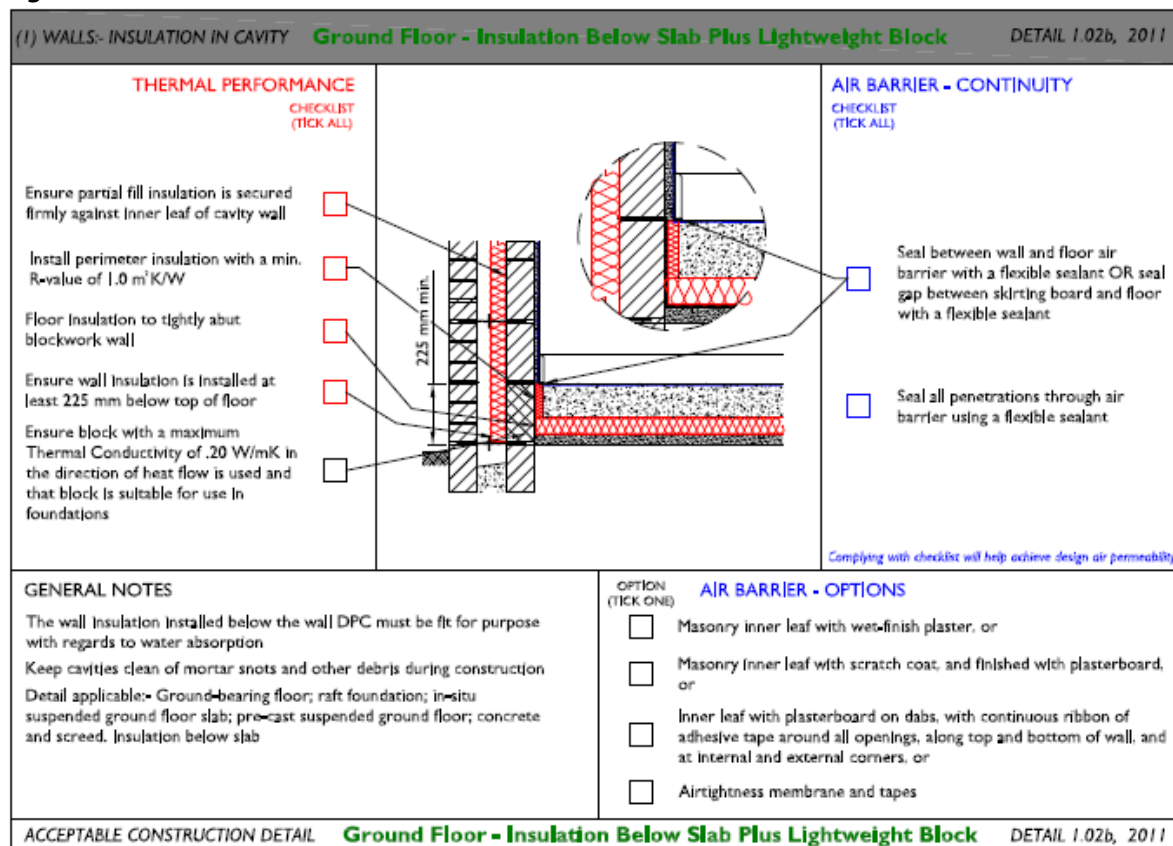 (1) WALLS:- INSULATION IN CAVITY Ground Floor - Insulation Below Slab Plus Lightweight Block DETAIL 1.02b, 2011
THERMAL PERFORMANCE
CHECKLIST
(TICK ALL)
Ensure partial fill insulation is secured
firmly against inner leaf of cavity wall
Install perimeter insulation with a min.
R-value of 1.0 m²K/W
Floor insulation to tightly abut
blockwork wall
Ensure wall insulation is installed at
least 225 mm below top of floor
Ensure block with a maximum
Thermal Conductivity of .20 W/mK in
the direction of heat flow is used and
that block is suitable for use in
foundations
225 mm min.
AIR BARRIER - CONTINUITY
CHECKLIST
(TICK ALL)
Seal between wall and floor air
barrier with a flexible sealant OR seal
gap between skirting board and floor
with a flexible sealant
Seal all penetrations through air
barrier using a flexible sealant
Complying with checklist will help achieve design air permeability
GENERAL NOTES
The wall insulation installed below the wall DPC must be fit for purpose
with regards to water absorption
Keep cavities clean of mortar snots and other debris during construction
Detail applicable:- Ground-bearing floor; raft foundation; in-situ
suspended ground floor slab; pre-cast suspended ground floor; concrete
and screed. Insulation below slab
OPTION
(TICK ONE)
AIR BARRIER - OPTIONS
Masonry inner leaf with wet-finish plaster, or
Masonry inner leaf with scratch coat, and finished with plasterboard,
or
Inner leaf with plasterboard on dabs, with continuous ribbon of
adhesive tape around all openings, along top and bottom of wall, and
at internal and external corners, or
Airtightness membrane and tapes
ACCEPTABLE CONSTRUCTION DETAIL Ground Floor - Insulation Below Slab Plus Lightweight Block DETAIL 1.02b, 2011